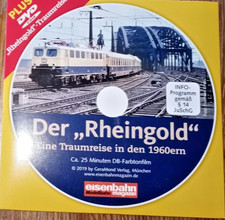 PLUS
DVD
„Rheingold"-Traumreise
INFO-
Programm
gemäß
§ 14
JuSchG
Der „Rheingold"
Eine Traumreise in den 1960ern
Ca. 25 Minuten DB-Farbtonfilm
© 2019 by GeraMond Verlag, München
www.eisenbahnmagazin.de
eisenbahn
magazin